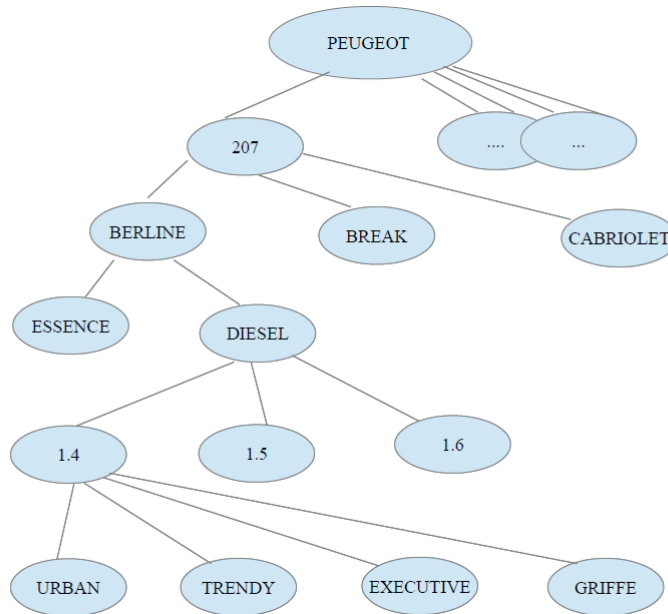 PEUGEOT
207
....
...
BERLINE
BREAK
CABRIOLET
ESSENCE
DIESEL
1.4
1.5
1.6
URBAN
TRENDY
EXECUTIVE
GRIFFE